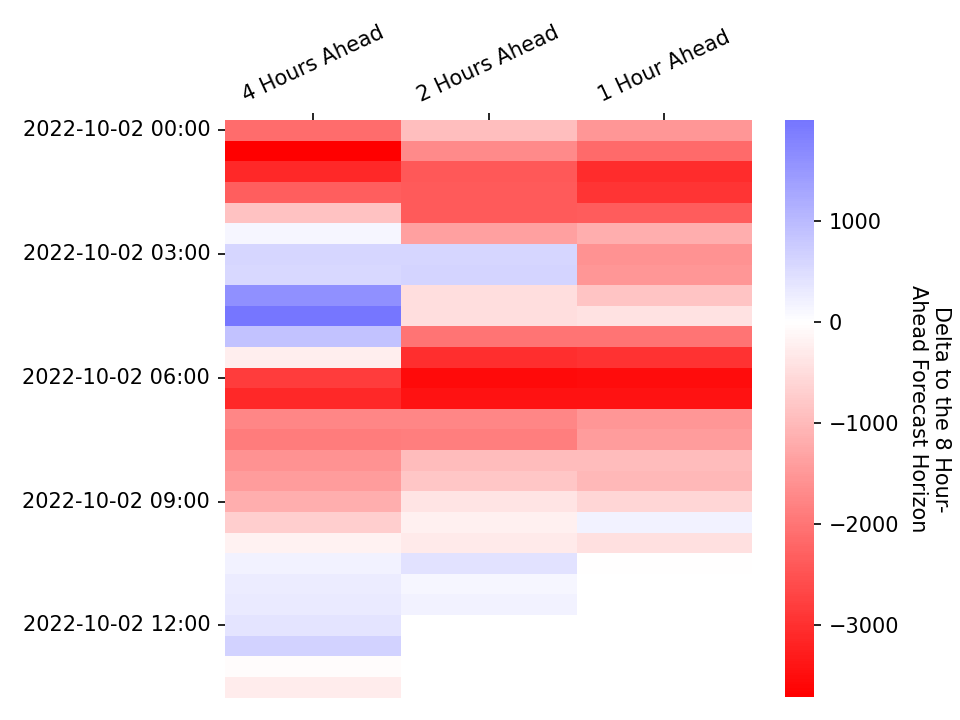 4 Hours Ahead
2 Hours Ahead
1 Hour Ahead
2022-10-02 00:00
2022-10-02 03:00
2022-10-02 06:00
2022-10-02 09:00
2022-10-02 12:00
1000
0
−1000
−2000
−3000
Delta to the 8 Hour-
Ahead Forecast Horizon